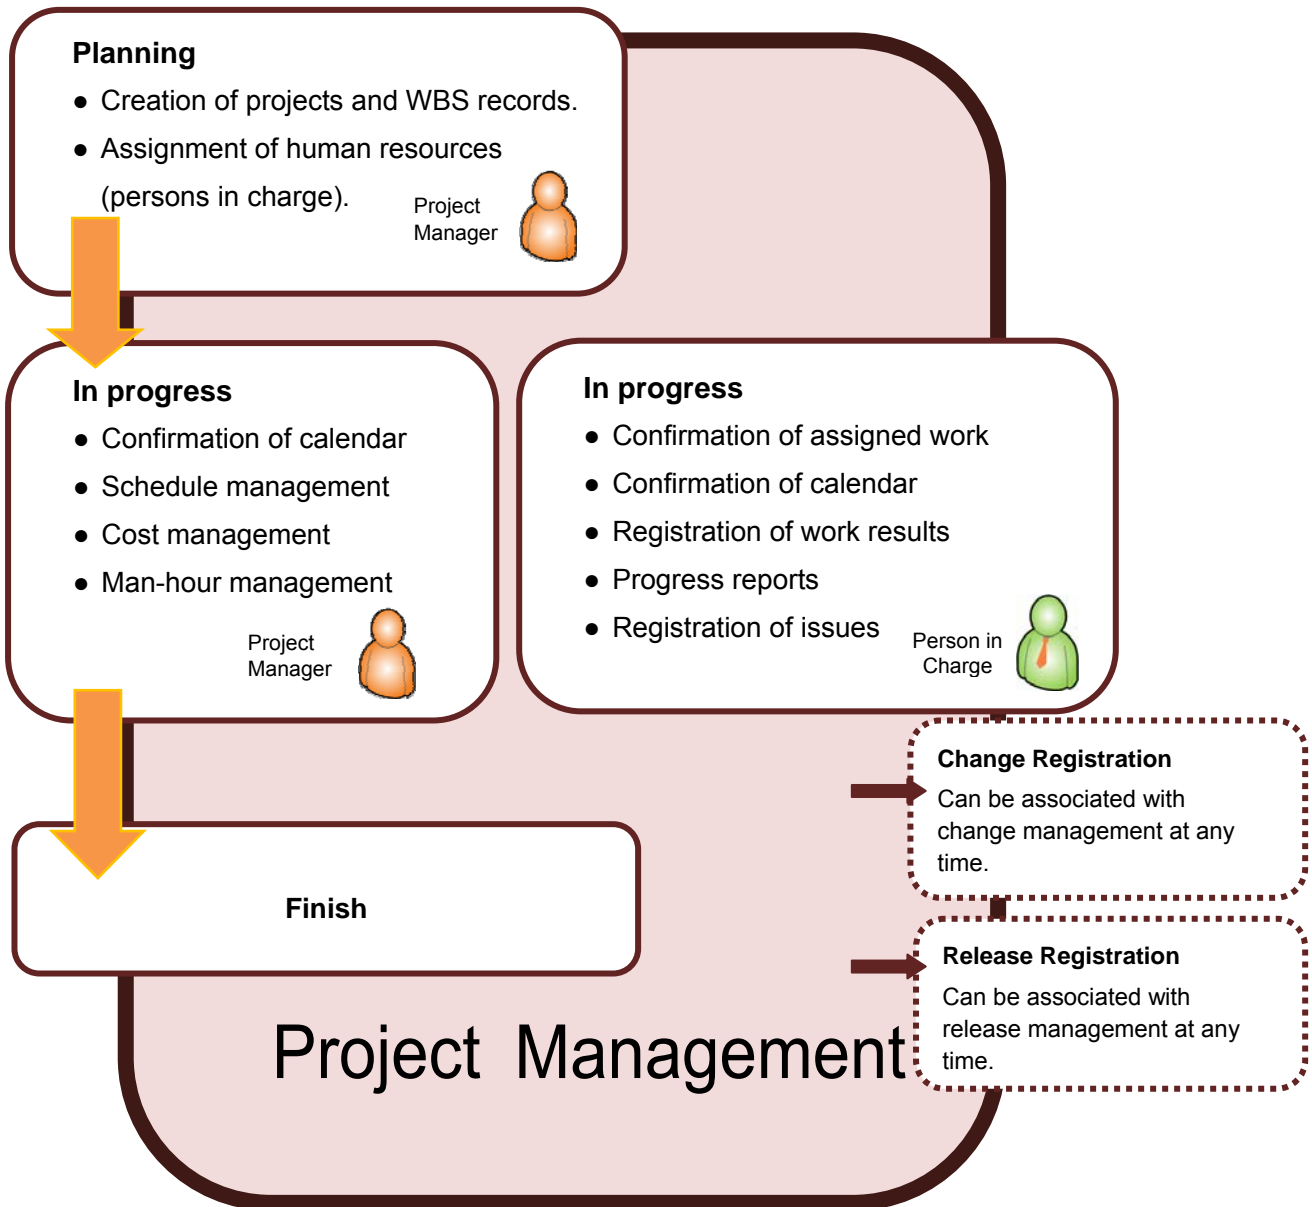 Planning
● Creation of projects and WBS records.
● Assignment of human resources
(persons in charge).
Project
Manager
In progress
● Confirmation of calendar
● Schedule management
● Cost management
● Man-hour management
Project
Manager
In progress
● Confirmation of assigned work
● Confirmation of calendar
● Registration of work results
● Progress reports
● Registration of issues
Person in
Charge
Change Registration
Can be associated with
change management at any
time.
Finish
Release Registration
Can be associated with
release management at any
time.
Project Management